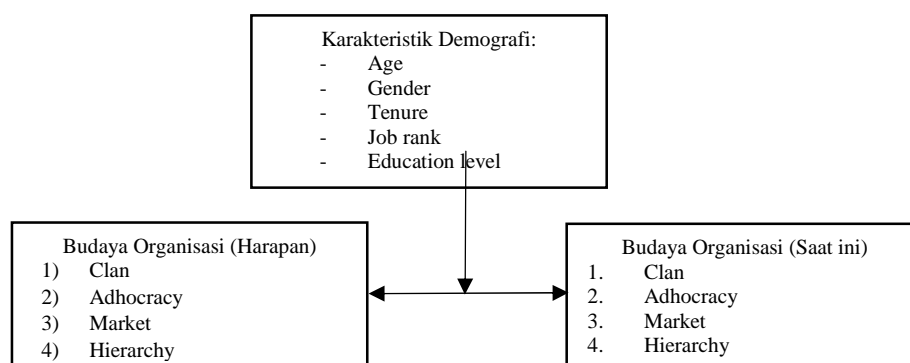 Karakteristik Demografi:
- Age
- Gender
- Tenure
- Job rank
- Education level
Budaya Organisasi (Harapan)
1) Clan
2) Adhocracy
3) Market
4) Hierarchy
Budaya Organisasi (Saat ini)
1. Clan
2. Adhocracy
3. Market
4. Hierarchy